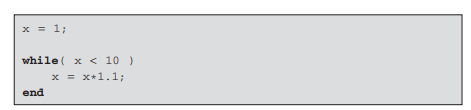 x = 1;
while( x < 10 )
x = x*1.1;
end